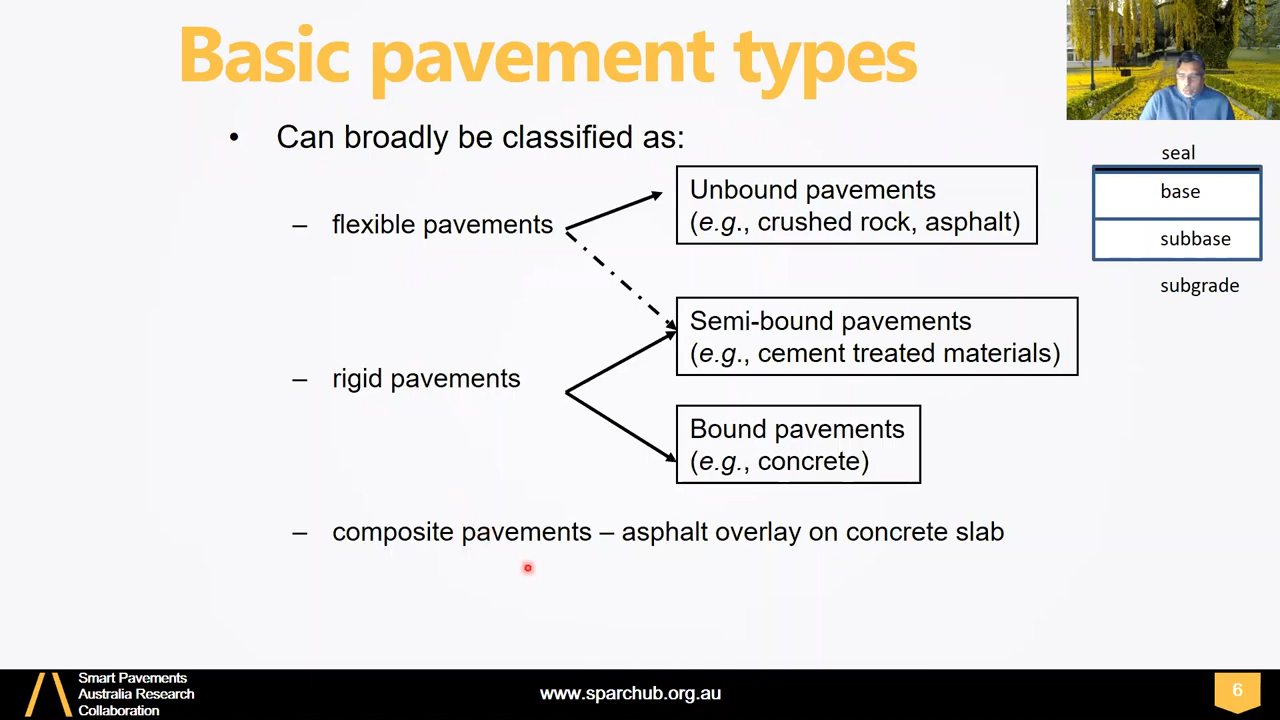 Basic pavement types
• Can broadly be classified as:
– flexible pavements
Unbound pavements
(e.g., crushed rock, asphalt)
Semi-bound pavements
(e.g., cement treated materials)
– rigid pavements
Bound pavements
(e.g., concrete)
– composite pavements – asphalt overlay on concrete slab
seal
base
subbase
subgrade
Smart Pavements
Australia Research
Collaboration
www.sparchub.org.au
6